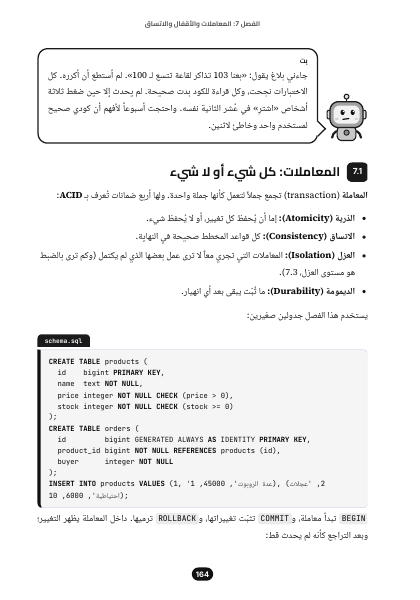 الفصل 7: المعاملات والأقفال والاتساق
بِت
جاءني بلاغ يقول: «بعنا 103 تذاكر لقاعة تتسع لـ 100». لم أستطع أن أكرره. كل
الاختبارات نجحت، وكل قراءة للكود بدت صحيحة. لم يحدث إلا حين ضغط ثلاثة
أشخاص «اشترِ» في عُشر الثانية نفسه. واحتجت أسبوعاً لأفهم أن كودي صحيح
لمستخدم واحد وخاطئ لاثنين.
7.1 المعاملات: كل شيء أو لا شيء
المعاملة (transaction) تجمع جملاً لتعمل كأنها جملة واحدة. ولها أربع ضمانات تُعرف بـ ACID:
• الذرية (Atomicity): إما أن يُحفظ كل تغيير، أو لا يُحفظ شيء.
• الاتساق (Consistency): كل قواعد المخطط صحيحة في النهاية.
• العزل (Isolation): المعاملات التي تجري معاً لا ترى عمل بعضها الذي لم يكتمل (وكم ترى بالضبط
هو مستوى العزل، 7.3).
• الديمومة (Durability): ما ثُبّت يبقى بعد أي انهيار.
يستخدم هذا الفصل جدولين صغيرين:
schema.sql
CREATE TABLE products (
id bigint PRIMARY KEY,
name text NOT NULL,
price integer NOT NULL CHECK (price > 0),
stock integer NOT NULL CHECK (stock >= 0)
);
CREATE TABLE orders (
id bigint GENERATED ALWAYS AS IDENTITY PRIMARY KEY,
product_id bigint NOT NULL REFERENCES products (id),
buyer integer NOT NULL
);
INSERT INTO products VALUES (1, 'عدة الروبوت', 45000, 1), (2, 'عجلات
احتياطية', 6000, 10);
BEGIN تبدأ معاملة، و COMMIT تثبّت تغييراتها، و ROLLBACK ترميها. داخل المعاملة يظهر التغيير؛
وبعد التراجع كأنه لم يحدث قط:
164